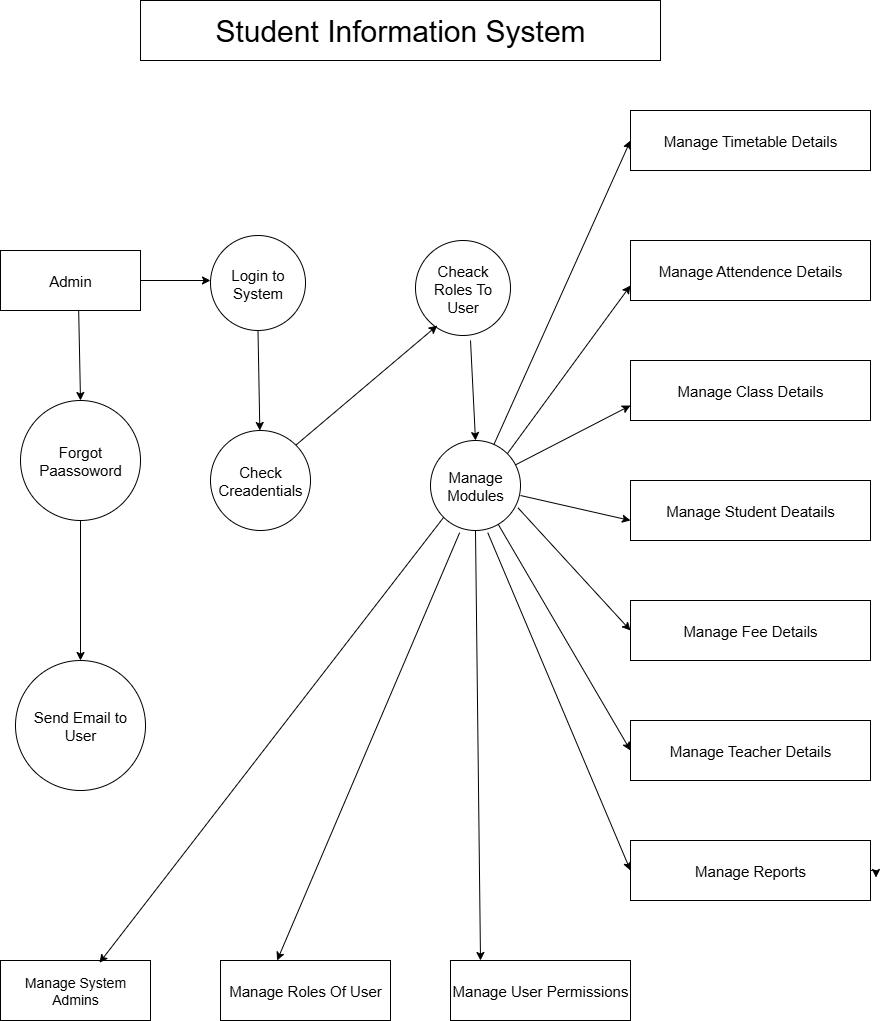 Student Information System
Manage Timetable Details
Admin
Login to
System
Cheack
Roles To
User
Manage Attendence Details
Manage Class Details
Forgot
Paassoword
Check
Creadentials
Manage
Modules
Manage Student Deatails
Manage Fee Details
Send Email to
User
Manage Teacher Details
Manage Reports
Manage System
Admins
Manage Roles Of User
Manage User Permissions